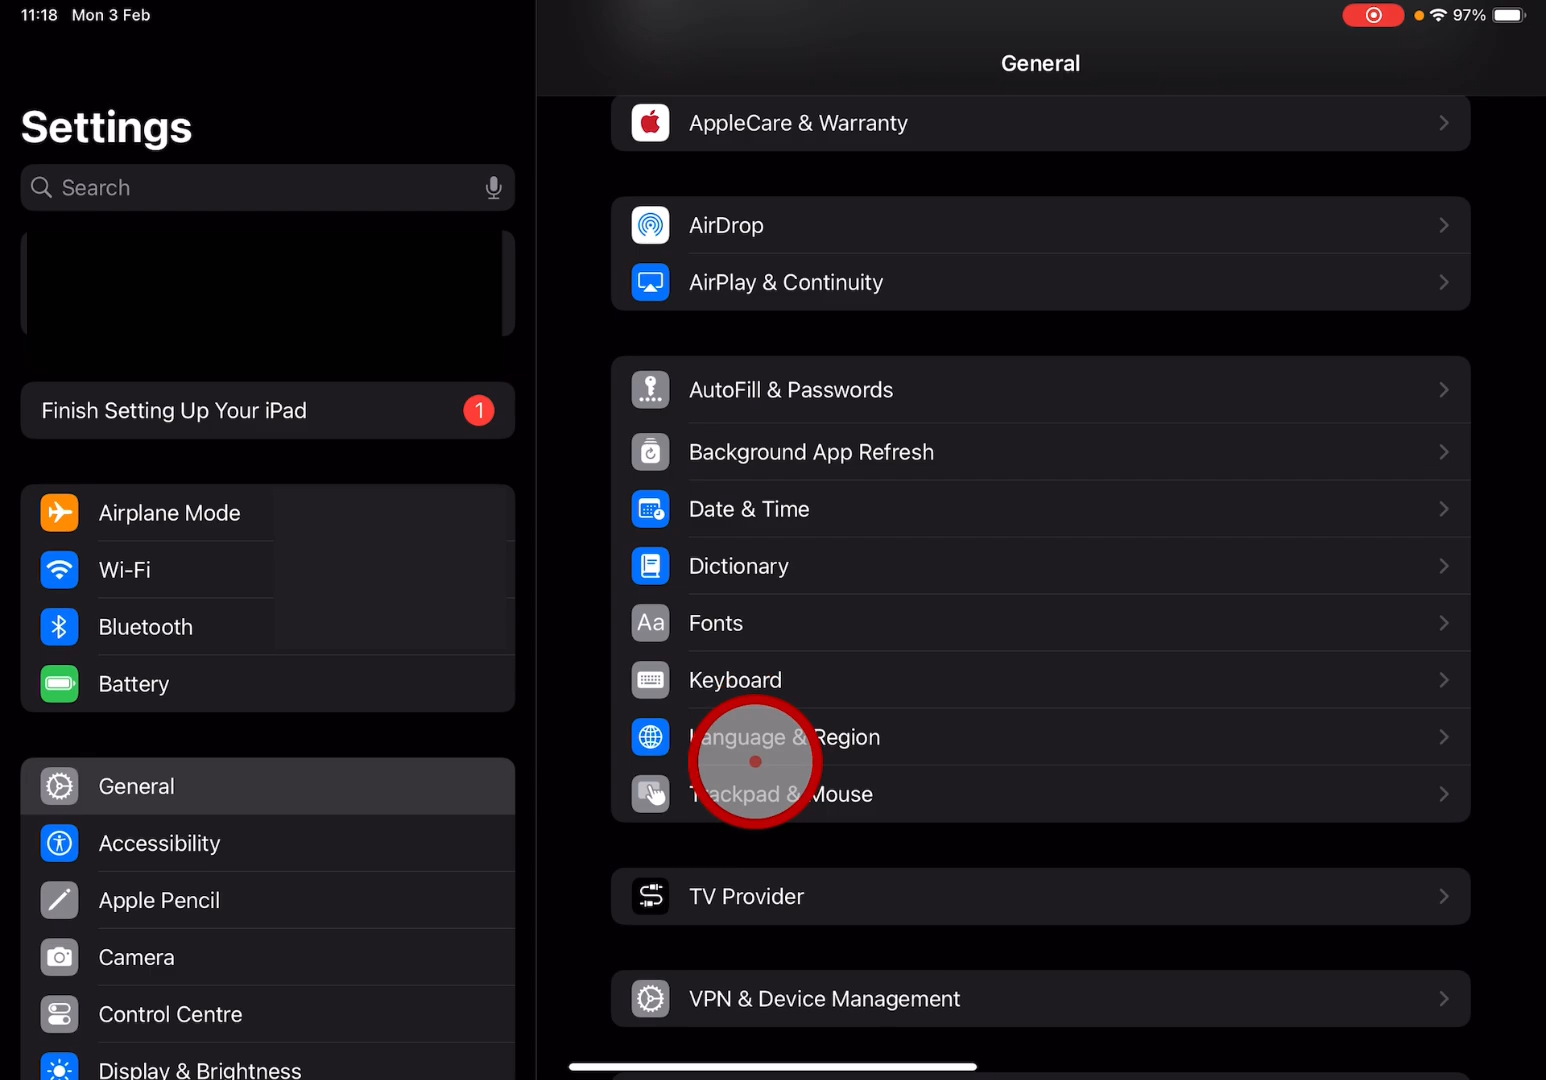 11:18 Mon 3 Feb
97%
Settings
Search
Finish Setting Up Your iPad
1
Airplane Mode
Wi-Fi
Bluetooth
Battery
General
Accessibility
Apple Pencil
Camera
Control Centre
Display & Brightness
General
AppleCare & Warranty
AirDrop
AirPlay & Continuity
AutoFill & Passwords
Background App Refresh
Date & Time
Dictionary
Aa Fonts
Keyboard
Language & Region
Trackpad & Mouse
TV Provider
VPN & Device Management